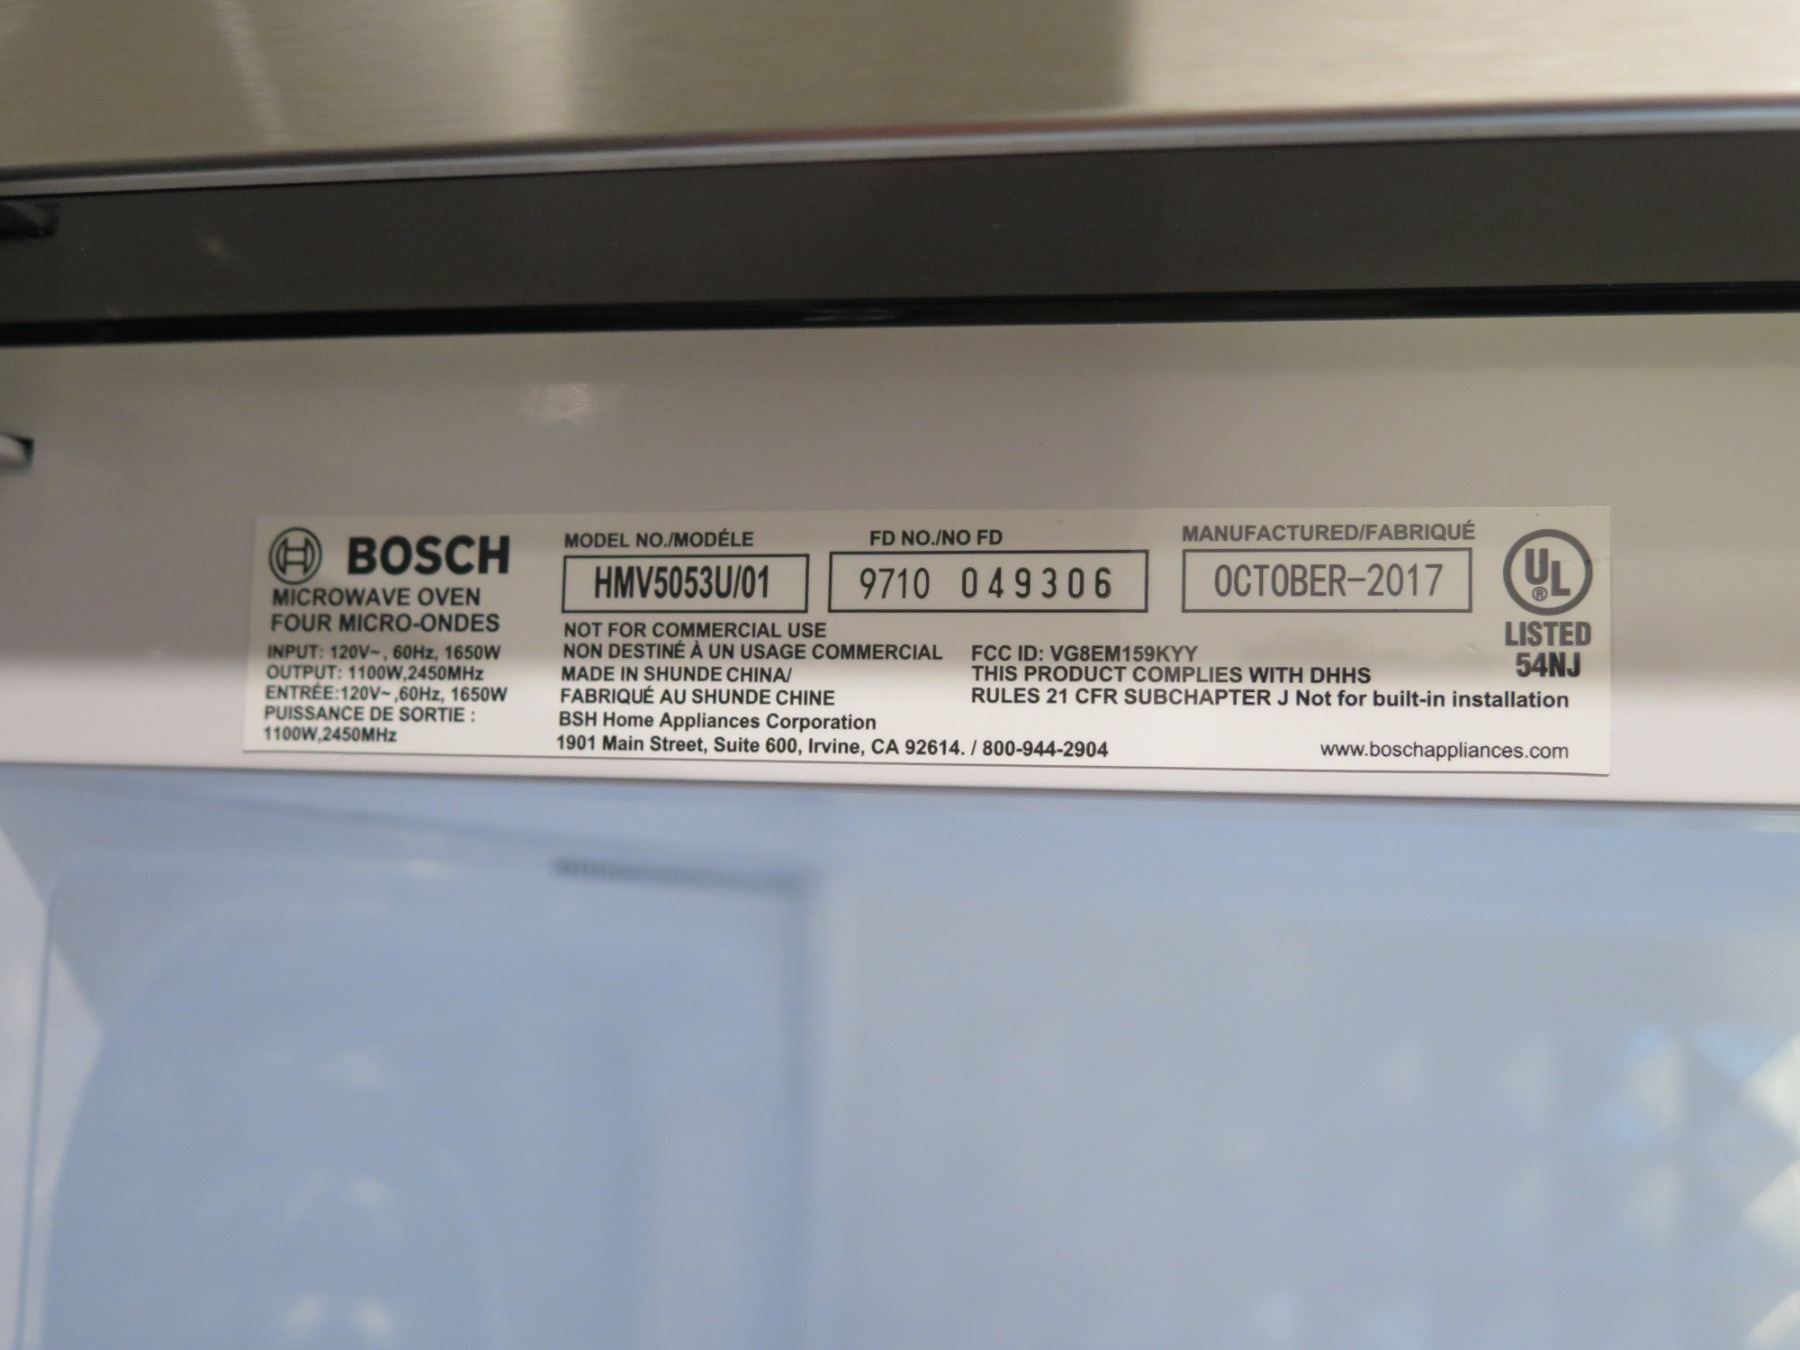 BOSCH
MICROWAVE OVEN
FOUR MICRO-ONDES
INPUT: 120V~, 60Hz, 1650W
OUTPUT: 1100W,2450MHz
ENTRÉE:120V~,60Hz, 1650W
PUISSANCE DE SORTIE :
1100W,2450MHz
MODEL NO./MODÉLE
HMV5053U/01
FD NO./NO FD
9710 049306
MANUFACTURED/FABRIQUÉ
OCTOBER-2017
NOT FOR COMMERCIAL USE
NON DESTINÉ À UN USAGE COMMERCIAL
MADE IN SHUNDE CHINA/
FABRIQUÉ AU SHUNDE CHINE
BSH Home Appliances Corporation
1901 Main Street, Suite 600, Irvine, CA 92614. / 800-944-2904
FCC ID: VG8EM159KYY
THIS PRODUCT COMPLIES WITH DHHS
RULES 21 CFR SUBCHAPTER J Not for built-in installation
www.boschappliances.com
UL
®
LISTED
54NJ